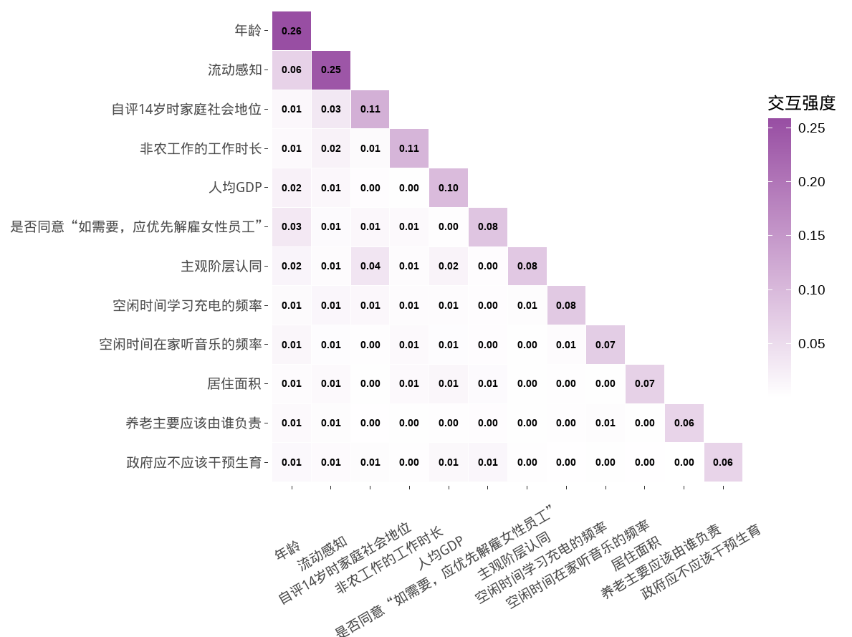 年龄 0.26
流动感知 0.06 0.25
自评14岁时家庭社会地位 0.01 0.03 0.11
非农工作的工作时长 0.01 0.02 0.01 0.11
人均GDP 0.02 0.01 0.00 0.00 0.10
是否同意“如需要，应优先解雇女性员工” 0.03 0.01 0.01 0.01 0.00 0.08
主观阶层认同 0.02 0.01 0.04 0.01 0.02 0.00 0.08
空闲时间学习充电的频率 0.01 0.01 0.01 0.01 0.01 0.00 0.01 0.08
空闲时间在家听音乐的频率 0.01 0.01 0.00 0.01 0.01 0.00 0.00 0.01 0.07
居住面积 0.01 0.01 0.00 0.01 0.01 0.01 0.00 0.00 0.00 0.07
养老主要应该由谁负责 0.01 0.01 0.00 0.00 0.00 0.00 0.00 0.00 0.01 0.00 0.06
政府应不应该干预生育 0.01 0.01 0.01 0.00 0.01 0.01 0.00 0.00 0.00 0.00 0.00 0.06
年龄
流动感知
自评14岁时家庭社会地位
非农工作的工作时长
人均GDP
是否同意“如需要，应优先解雇女性员工”
主观阶层认同
空闲时间学习充电的频率
空闲时间在家听音乐的频率
居住面积
养老主要应该由谁负责
政府应不应该干预生育
交互强度
0.25
0.20
0.15
0.10
0.05